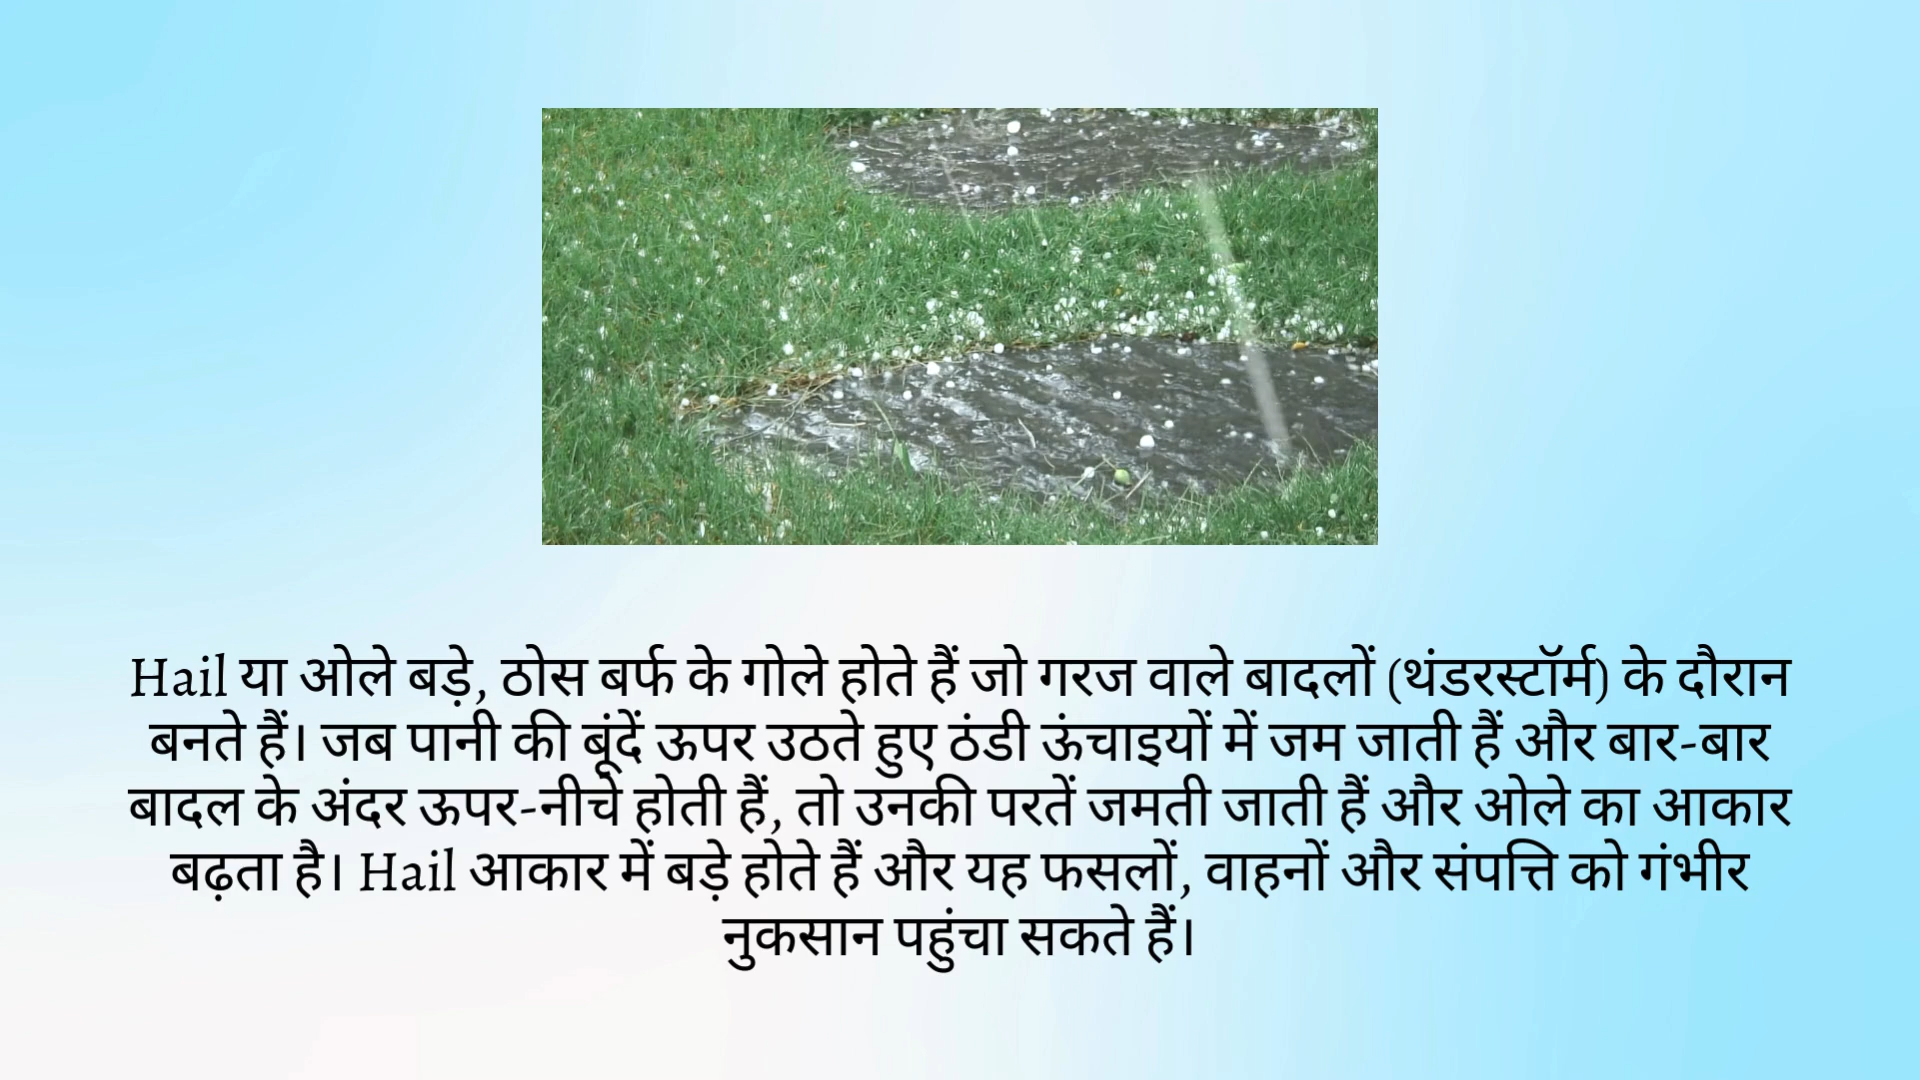 Hail या ओले बड़े, ठोस बर्फ के गोले होते हैं जो गरज वाले बादलों (थंडरस्टॉर्म) के दौरान
बनते हैं। जब पानी की बूंदें ऊपर उठते हुए ठंडी ऊंचाइयों में जम जाती हैं और बार-बार
बादल के अंदर ऊपर-नीचे होती हैं, तो उनकी परतें जमती जाती हैं और ओले का आकार
बढ़ता है। Hail आकार में बड़े होते हैं और यह फसलों, वाहनों और संपत्ति को गंभीर
नुकसान पहुंचा सकते हैं।